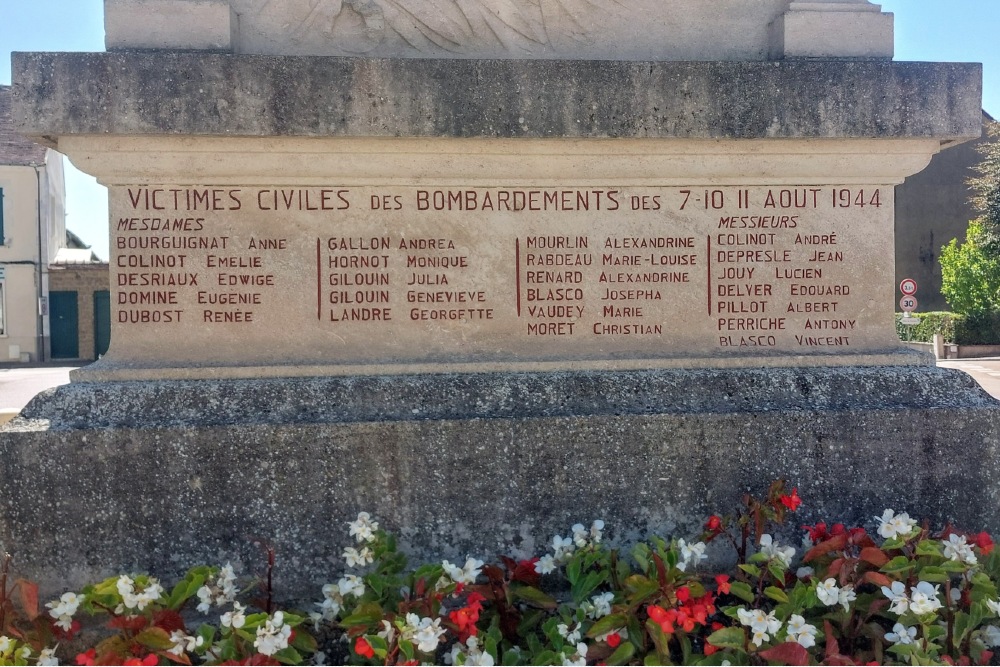 VICTIMES CIVILES DES BOMBARDEMENTS DES 7-10 11 AOUT 1944
MESDAMES
BOURGUIGNAT ANNE
COLINOT EMELIE
DESRIAUX EDWIGE
DOMINE EUGENIE
DUBOST RENÉE
GALLON ANDREA
HORNOT MONIQUE
GILOUIN JULIA
GILOUIN GENEVIEVE
LANDRE GEORGETTE
MOURLIN ALEXANDRINE
RABDEAU MARIE-LOUISE
RENARD ALEXANDRINE
BLASCO JOSEPHA
VAUDEY MARIE
MORET CHRISTIAN
MESSIEURS
COLINOT ANDRÉ
DEPRESLE JEAN
JOUY LUCIEN
DELVER EDOUARD
PILLOT ALBERT
PERRICHE ANTONY
BLASCO VINCENT
30